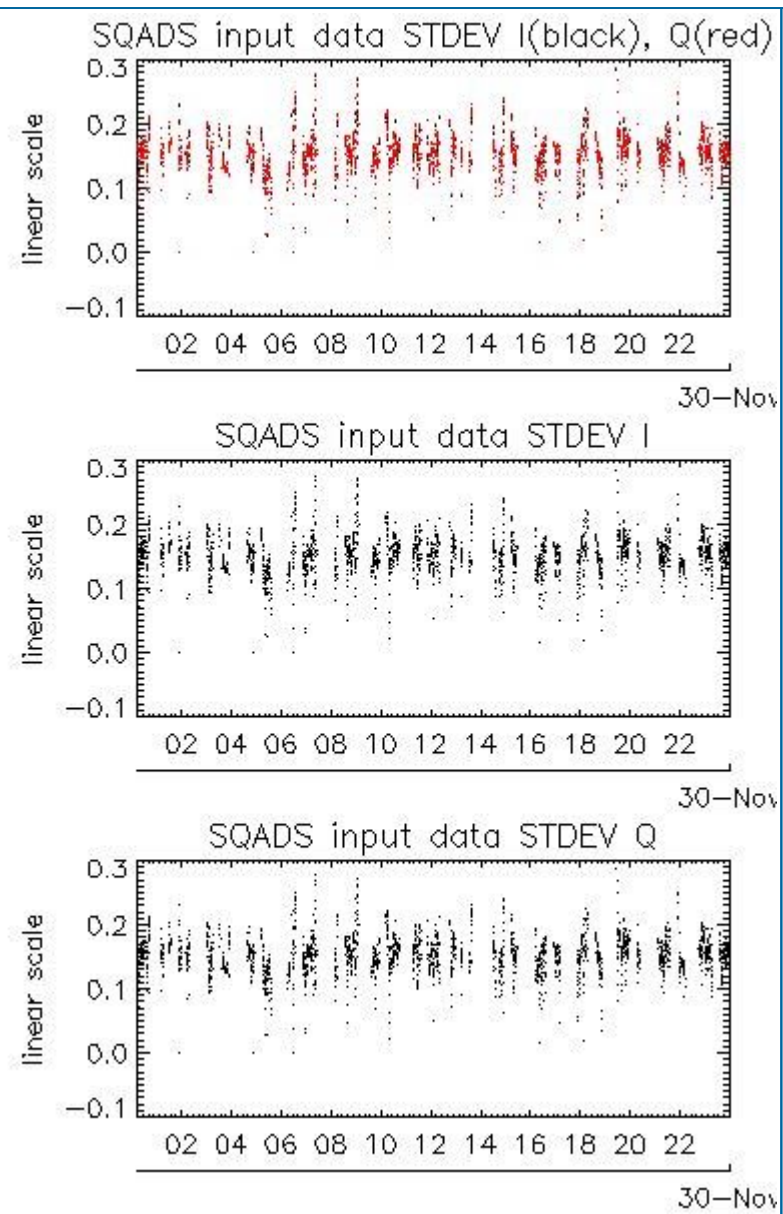 SQADS input data STDEV I(black), Q(red)
0.3
0.2
0.1
0.0
−0.1
linear scale
02 04 06 08 10 12 14 16 18 20 22
30−Nov
SQADS input data STDEV I
0.3
0.2
0.1
0.0
−0.1
linear scale
02 04 06 08 10 12 14 16 18 20 22
30−Nov
SQADS input data STDEV Q
0.3
0.2
0.1
0.0
−0.1
linear scale
02 04 06 08 10 12 14 16 18 20 22
30−Nov